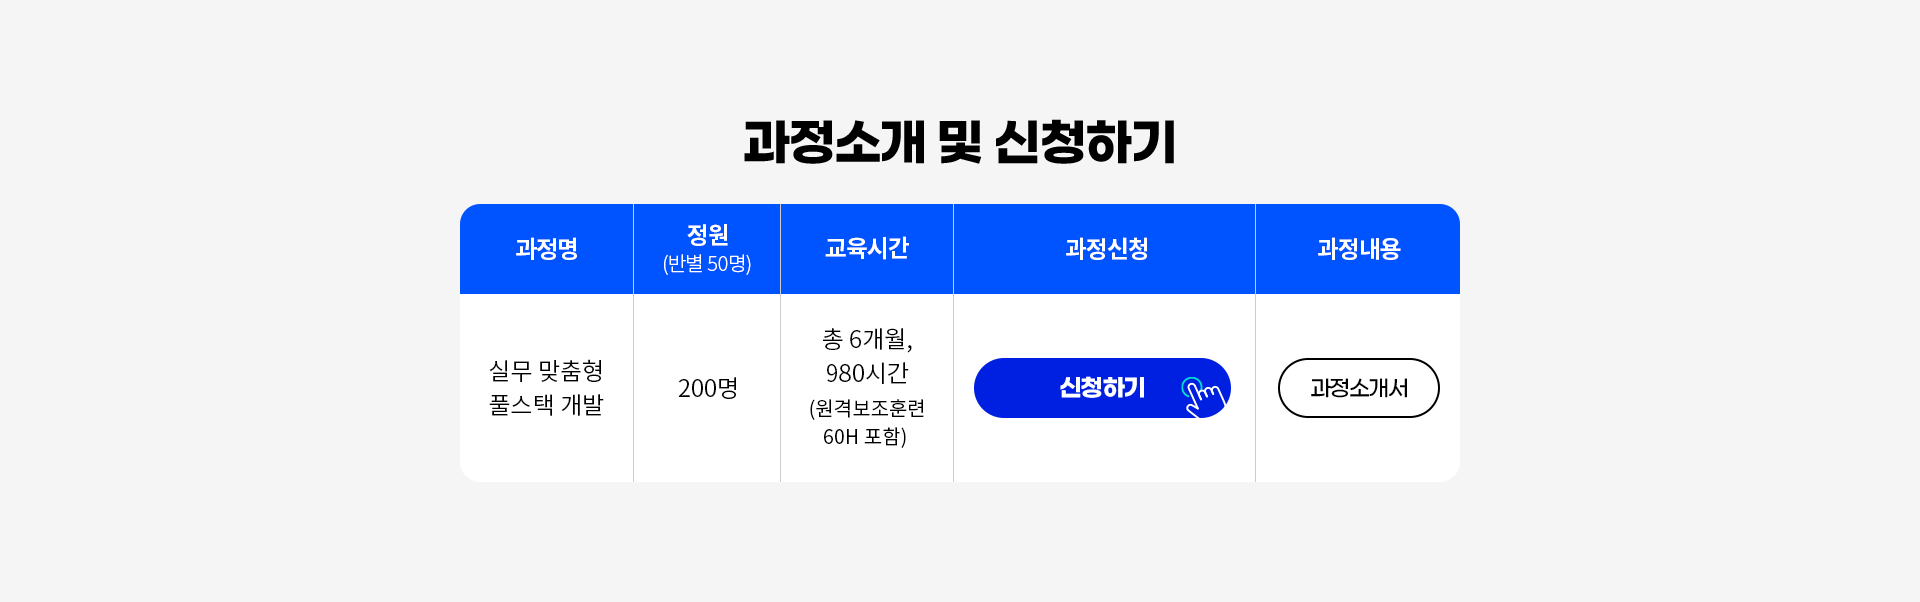 과정소개 및 신청하기
과정명
정원
(반별 50명)
교육시간
과정신청
과정내용
실무 맞춤형
풀스택 개발
200명
총 6개월,
980시간
(원격보조훈련
60H 포함)
신청하기
과정소개서